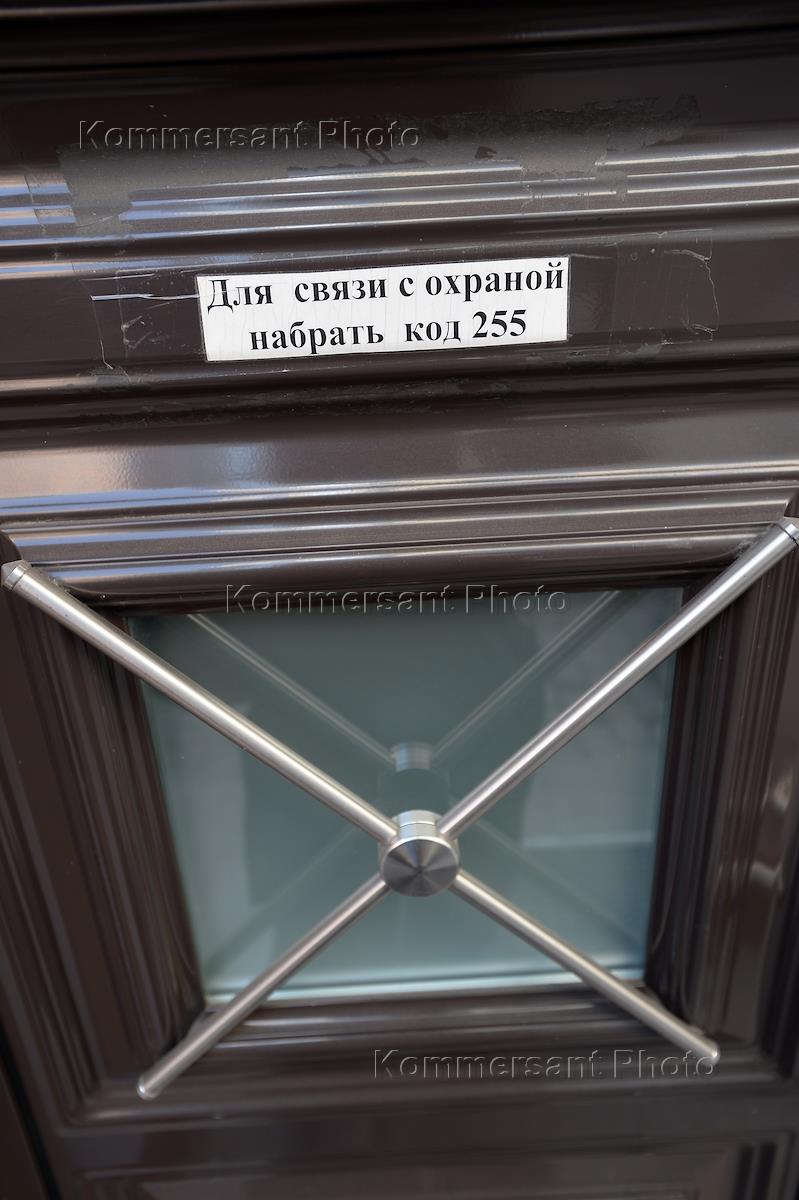 Kommersant Photo
Для связи с охраной
набрать код 255
Kommersant Photo
Kommersant Photo